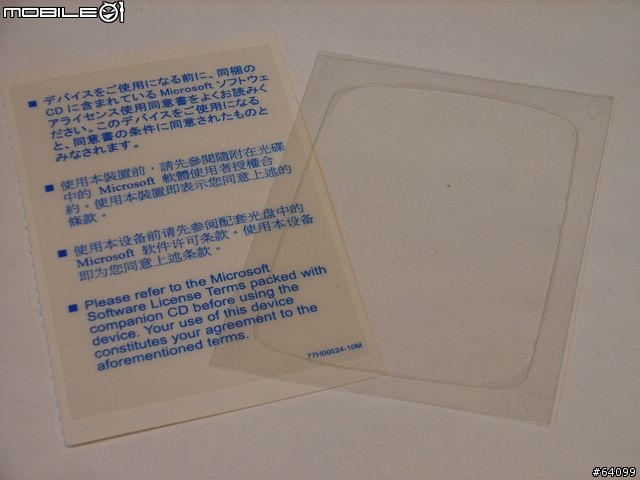 MOBILE01
■ デバイスをご使用になる前に、同梱の
CD に含まれている Microsoft ソフトウェ
アライセンス使用同意書をよくお読みく
ださい。このデバイスをご使用になる
と、同意書の条件に同意されたものと
みなされます。
■ 使用本裝置前，請先參閱隨附在光碟
中的 Microsoft 軟體使用者授權合
約。使用本裝置即表示您同意上述的
條款。
■ 使用本设备前请先参阅配套光盘中的
Microsoft 软件许可条款。使用本设备
即为您同意上述条款。
■ Please refer to the Microsoft
Software License Terms packed with
companion CD before using the
device. Your use of this device
constitutes your agreement to the
aforementioned terms.
77H00524-10M
#64099